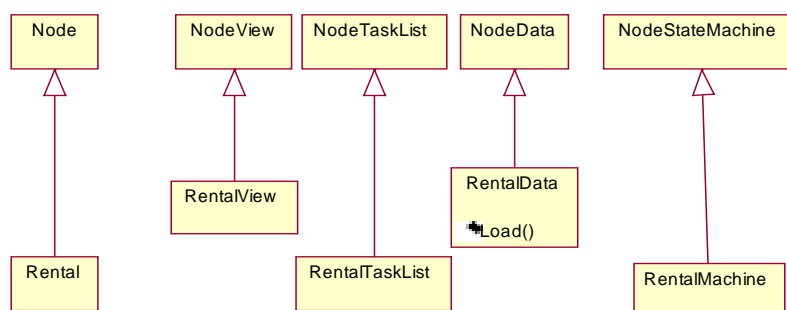 Node
NodeView
NodeTaskList
NodeData
NodeStateMachine
RentalView
RentalData
Load()
Rental
RentalTaskList
RentalMachine